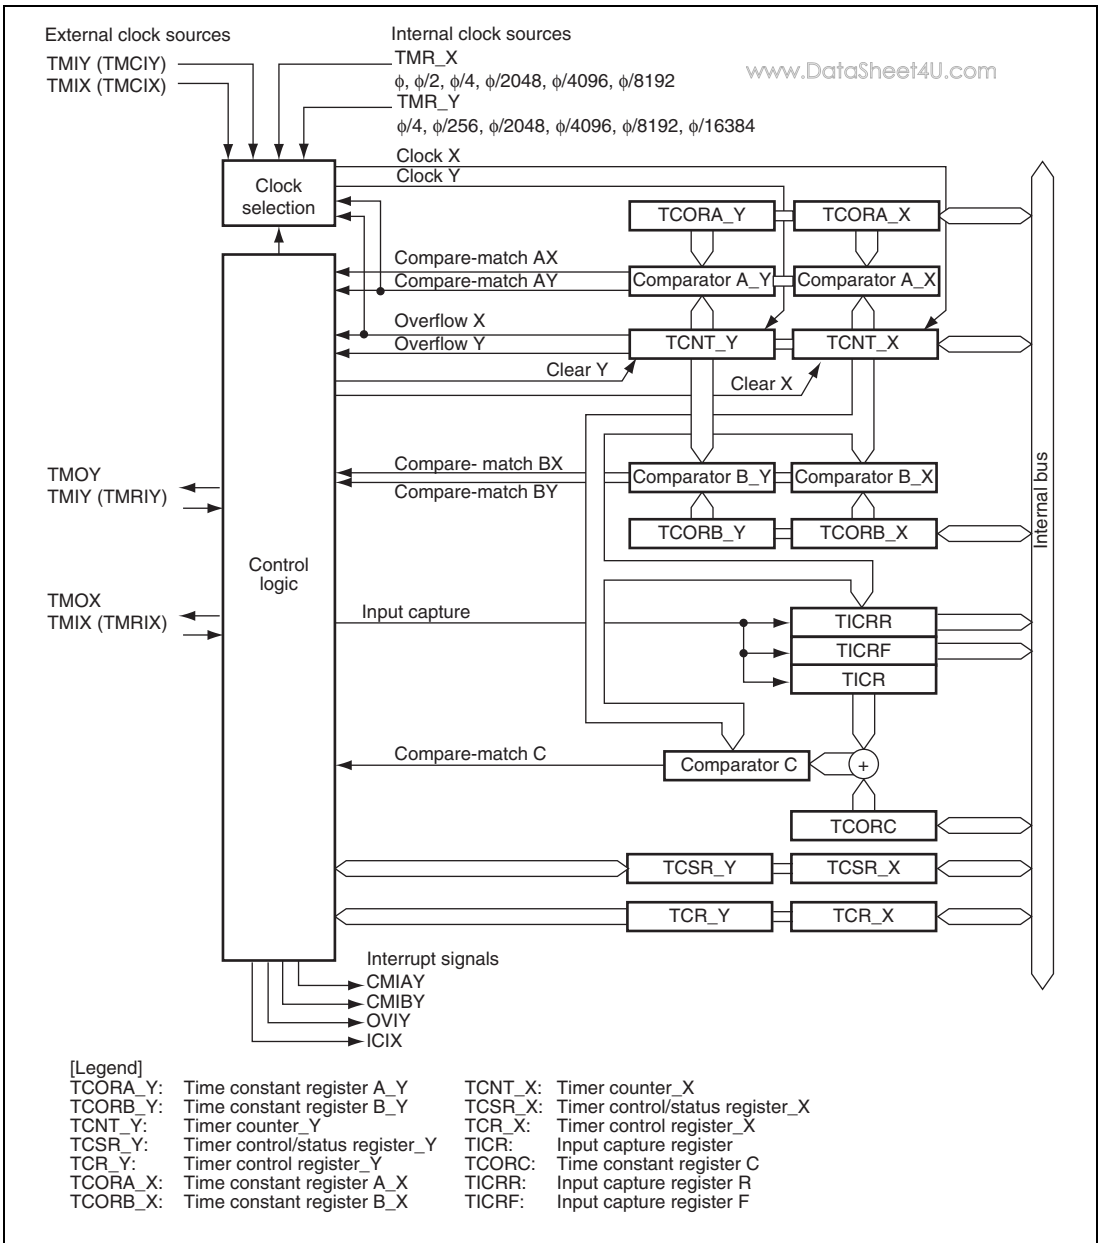 External clock sources
Internal clock sources
TMIY (TMCIY)
TMIX (TMCIX)
TMR_X
ϕ, ϕ/2, ϕ/4, ϕ/2048, ϕ/4096, ϕ/8192
TMR_Y
ϕ/4, ϕ/256, ϕ/2048, ϕ/4096, ϕ/8192, ϕ/16384
www.DataSheet4U.com
Clock X
Clock Y
Clock
selection
TCORA_Y
TCORA_X
Compare-match AX
Compare-match AY
Comparator A_Y
Comparator A_X
Overflow X
Overflow Y
TCNT_Y
TCNT_X
Clear Y
Clear X
Compare- match BX
Compare-match BY
Comparator B_Y
Comparator B_X
TCORB_Y
TCORB_X
Internal bus
TMOY
TMIY (TMRIY)
Control
logic
TMOX
TMIX (TMRIX)
Input capture
TICRR
TICRF
TICR
Compare-match C
Comparator C
+
TCORC
TCSR_Y
TCSR_X
TCR_Y
TCR_X
Interrupt signals
CMIAY
CMIBY
OVIY
ICIX
[Legend]
TCORA_Y: Time constant register A_Y
TCORB_Y: Time constant register B_Y
TCNT_Y: Timer counter_Y
TCSR_Y: Timer control/status register_Y
TCR_Y: Timer control register_Y
TCORA_X: Time constant register A_X
TCORB_X: Time constant register B_X
TCNT_X: Timer counter_X
TCSR_X: Timer control/status register_X
TCR_X: Timer control register_X
TICR: Input capture register
TCORC: Time constant register C
TICRR: Input capture register R
TICRF: Input capture register F